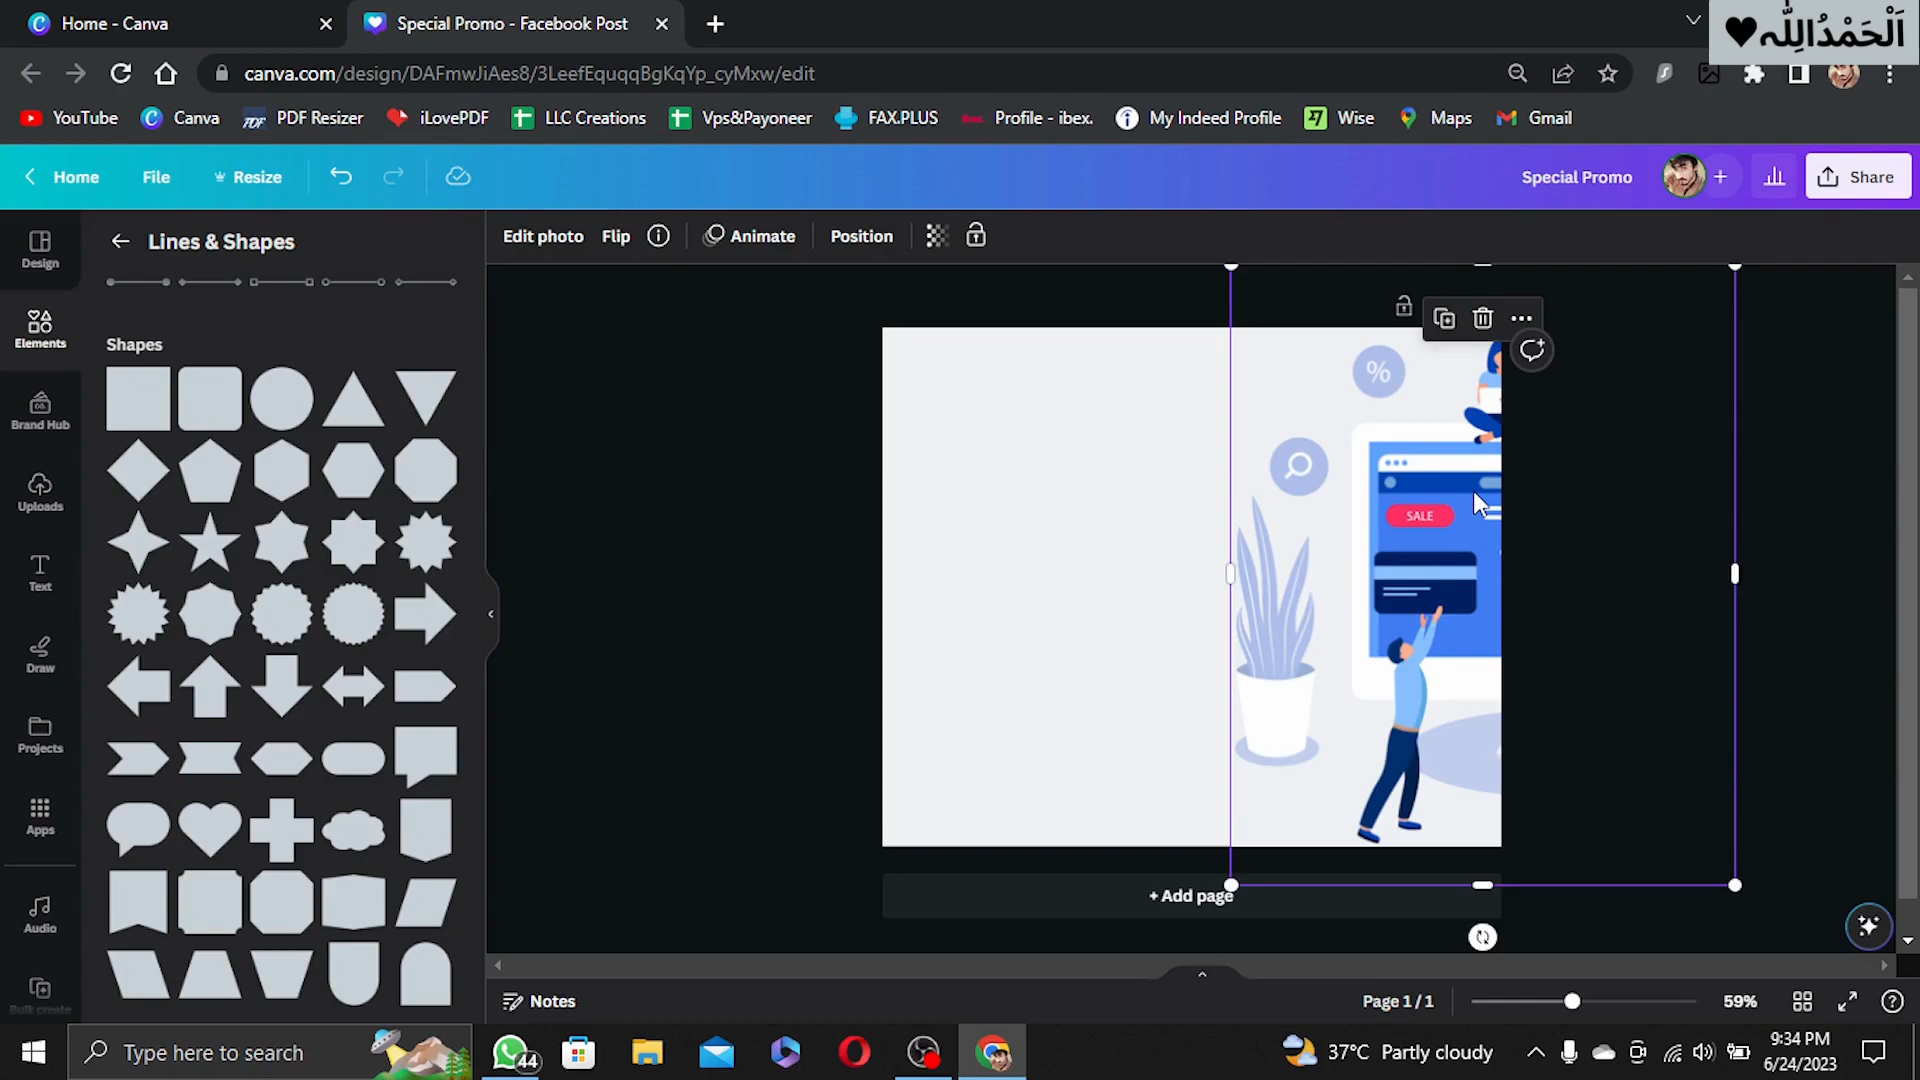 Home - Canva
Special Promo - Facebook Post
اَلْحَمْدُلِلّٰه
canva.com/design/DAFmwJiAes8/3LeefEquqqBgKqYp_cyMxw/edit
YouTube
Canva
PDF
PDF Resizer
iLovePDF
LLC Creations
Vps&Payoneer
FAX.PLUS
ibex.
Profile - ibex.
My Indeed Profile
Wise
Maps
Gmail
Home
File
Resize
Special Promo
Share
Design
Elements
Brand Hub
Uploads
Text
Draw
Projects
Apps
Audio
Bulk create
Lines & Shapes
Shapes
Edit photo
Flip
Animate
Position
%
SALE
+ Add page
Notes
Page 1 / 1
59%
Type here to search
44
37°C Partly cloudy
9:34 PM
6/24/2023